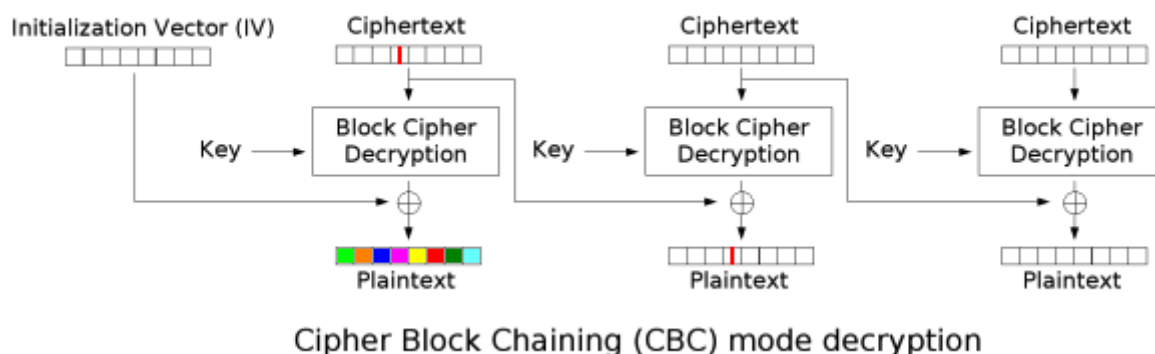 Initialization Vector (IV)
Ciphertext
Ciphertext
Ciphertext
Key
Block Cipher
Decryption
Key
Block Cipher
Decryption
Key
Block Cipher
Decryption
Plaintext
Plaintext
Plaintext
Cipher Block Chaining (CBC) mode decryption